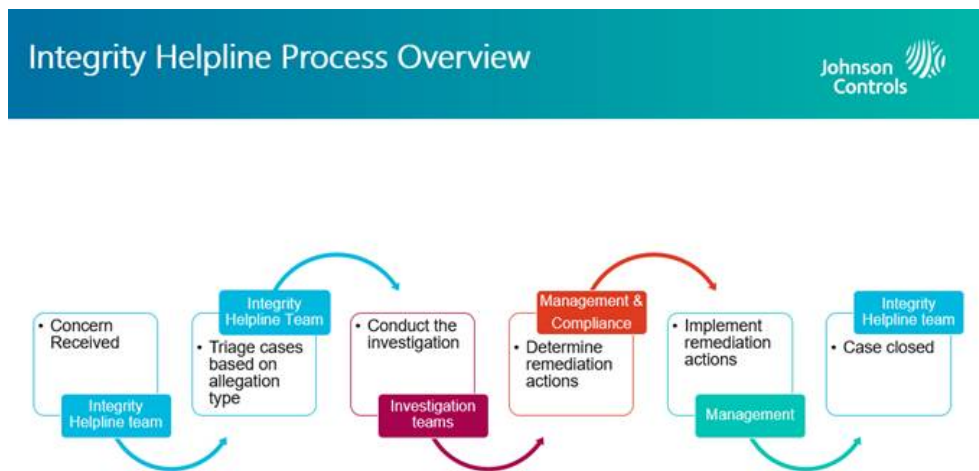 Integrity Helpline Process Overview
Johnson
Controls
• Concern
Received
Integrity
Helpline team
Integrity
Helpline Team
• Triage cases
based on
allegation
type
• Conduct the
investigation
Investigation
teams
Management &
Compliance
• Determine
remediation
actions
• Implement
remediation
actions
Management
Integrity
Helpline team
• Case closed